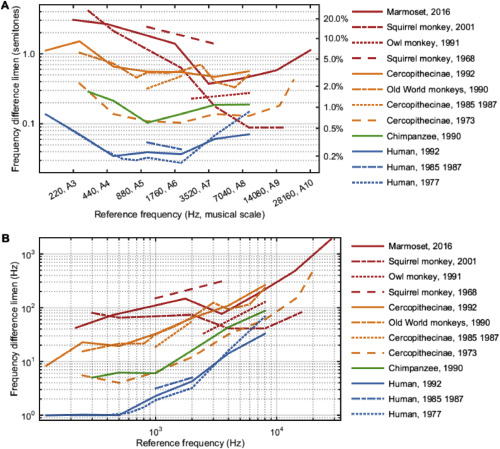 A
Frequency difference limen (semitones)
1.0
0.1
20.0%
10.0%
5.0%
2.0%
1.0%
0.5%
0.2%
220, A3
440, A4
880, A5
1760, A6
3520, A7
7040, A8
14080, A9
28160, A10
Reference frequency (Hz, musical scale)
Marmoset, 2016
Squirrel monkey, 2001
Owl monkey, 1991
Squirrel monkey, 1968
Cercopithecinae, 1992
Old World monkeys, 1990
Cercopithecinae, 1985 1987
Cercopithecinae, 1973
Chimpanzee, 1990
Human, 1992
Human, 1985 1987
Human, 1977
B
Frequency difference limen (Hz)
10³
10²
10¹
10⁰
10³
10⁴
Reference frequency (Hz)
Marmoset, 2016
Squirrel monkey, 2001
Owl monkey, 1991
Squirrel monkey, 1968
Cercopithecinae, 1992
Old World monkeys, 1990
Cercopithecinae, 1985 1987
Cercopithecinae, 1973
Chimpanzee, 1990
Human, 1992
Human, 1985 1987
Human, 1977